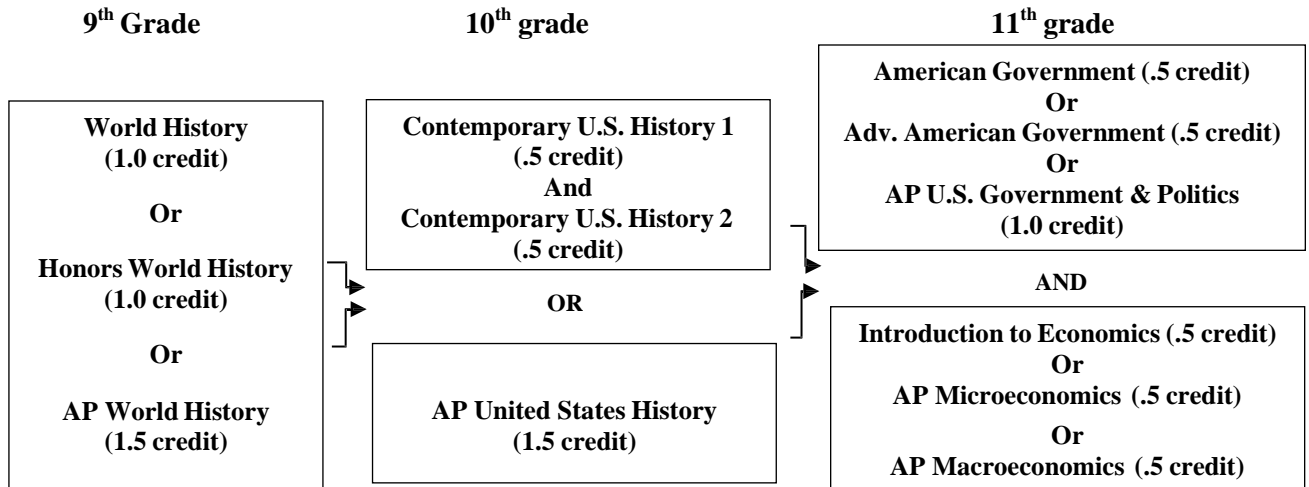 9th Grade
10th grade
11th grade
World History
(1.0 credit)
Or
Honors World History
(1.0 credit)
Or
AP World History
(1.5 credit)
Contemporary U.S. History 1
(.5 credit)
And
Contemporary U.S. History 2
(.5 credit)
OR
AP United States History
(1.5 credit)
American Government (.5 credit)
Or
Adv. American Government (.5 credit)
Or
AP U.S. Government & Politics
(1.0 credit)
AND
Introduction to Economics (.5 credit)
Or
AP Microeconomics (.5 credit)
Or
AP Macroeconomics (.5 credit)